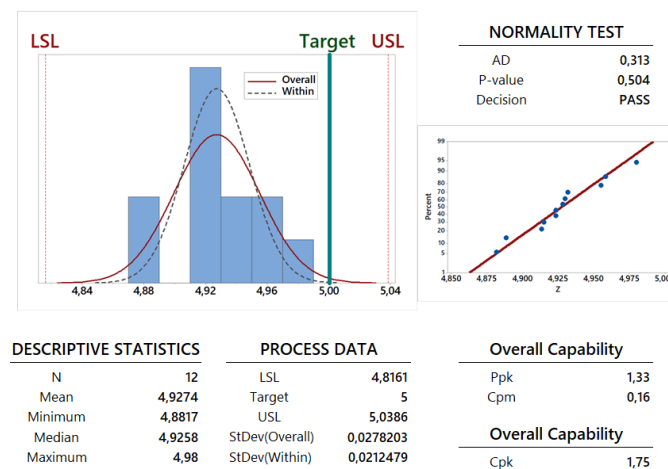 LSL Target USL
Overall
Within
4,84 4,88 4,92 4,96 5,00 5,04
NORMALITY TEST
AD 0,313
P-value 0,504
Decision PASS
99
95
90
80
70
60
50
40
30
20
10
5
1
Percent
4,850 4,875 4,900 4,925 4,950 4,975 5,00
Z
DESCRIPTIVE STATISTICS
N 12
Mean 4,9274
Minimum 4,8817
Median 4,9258
Maximum 4,98
PROCESS DATA
LSL 4,8161
Target 5
USL 5,0386
StDev(Overall) 0,0278203
StDev(Within) 0,0212479
Overall Capability
Ppk 1,33
Cpm 0,16
Overall Capability
Cpk 1,75